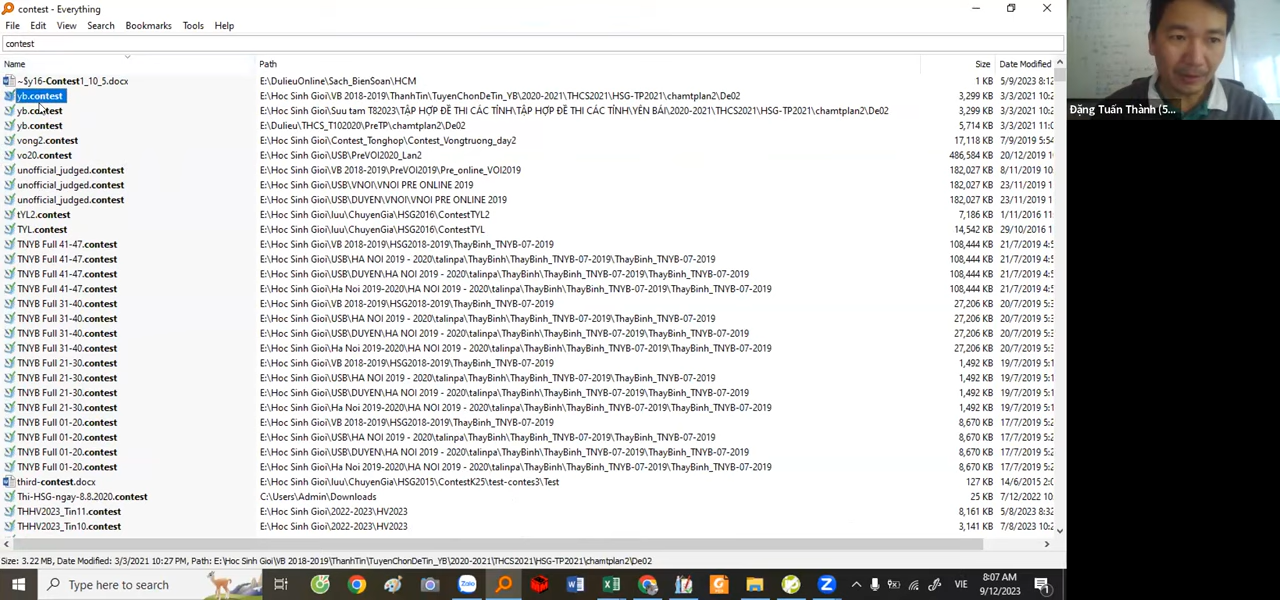 contest - Everything
File Edit View Search Bookmarks Tools Help
contest
Name Path Size Date Modified
~$y16-Contest1_10_5.docx E:\DulieuOnline\Sach_BienSoan\HCM 1 KB 5/9/2023 8:12
yb.contest E:\Hoc Sinh Gioi\VB 2018-2019\ThanhTin\TuyenChonDeTin_YB\2020-2021\THCS2021\HSG-TP2021\chamtplan2\De02 3,299 KB 3/3/2021 10:2
yb.contest E:\Hoc Sinh Gioi\Suu tam T82023\TẬP HỢP ĐỀ THI CÁC TỈNH\TẬP HỢP ĐỀ THI CÁC TỈNH\YÊN BÁI\2020-2021\THCS2021\HSG-TP2021\chamtplan2\De02 3,299 KB 3/3/2021 10:2
yb.contest E:\Dulieu\THCS_T102020\PreTP\chamtplan2\De02 5,714 KB 3/3/2021 11:0
vong2.contest E:\Hoc Sinh Gioi\Contest_Tonghop\Contest_Vongtruong_day2 17,118 KB 7/9/2019 5:54
vo20.contest E:\Hoc Sinh Gioi\USB\PreVOI2020_Lan2 486,584 KB 20/12/2019 1
unofficial_judged.contest E:\Hoc Sinh Gioi\VB 2018-2019\PreVOI2019\Pre_online_VOI2019 182,027 KB 8/11/2019 10
unofficial_judged.contest E:\Hoc Sinh Gioi\USB\VNOI\VNOI PRE ONLINE 2019 182,027 KB 23/11/2019
unofficial_judged.contest E:\Hoc Sinh Gioi\USB\DUYEN\VNOI PRE ONLINE 2019 182,027 KB 23/11/2019
tYL2.contest E:\Hoc Sinh Gioi\luu\ChuyenGia\HSG2016\ContestTYL2 7,186 KB 1/11/2016 11:
TYL.contest E:\Hoc Sinh Gioi\luu\ChuyenGia\HSG2016\ContestTYL 14,542 KB 29/10/2016
TNYB Full 41-47.contest E:\Hoc Sinh Gioi\VB 2018-2019\HSG2018-2019\ThayBinh_TNYB-07-2019 108,444 KB 21/7/2019 4:5
TNYB Full 41-47.contest E:\Hoc Sinh Gioi\USB\HA NOI 2019 - 2020\talinpa\ThayBinh\ThayBinh_TNYB-07-2019\ThayBinh_TNYB-07-2019 108,444 KB 21/7/2019 4:5
TNYB Full 41-47.contest E:\Hoc Sinh Gioi\USB\DUYEN\HA NOI 2019 - 2020\talinpa\ThayBinh\ThayBinh_TNYB-07-2019\ThayBinh_TNYB-07-2019 108,444 KB 21/7/2019 4:5
TNYB Full 41-47.contest E:\Hoc Sinh Gioi\Ha Noi 2019-2020\HA NOI 2019 - 2020\talinpa\ThayBinh\ThayBinh_TNYB-07-2019\ThayBinh_TNYB-07-2019 108,444 KB 21/7/2019 4:5
TNYB Full 31-40.contest E:\Hoc Sinh Gioi\VB 2018-2019\HSG2018-2019\ThayBinh_TNYB-07-2019 27,206 KB 20/7/2019 5:3
TNYB Full 31-40.contest E:\Hoc Sinh Gioi\USB\HA NOI 2019 - 2020\talinpa\ThayBinh\ThayBinh_TNYB-07-2019\ThayBinh_TNYB-07-2019 27,206 KB 20/7/2019 5:3
TNYB Full 31-40.contest E:\Hoc Sinh Gioi\USB\DUYEN\HA NOI 2019 - 2020\talinpa\ThayBinh\ThayBinh_TNYB-07-2019\ThayBinh_TNYB-07-2019 27,206 KB 20/7/2019 5:3
TNYB Full 31-40.contest E:\Hoc Sinh Gioi\Ha Noi 2019-2020\HA NOI 2019 - 2020\talinpa\ThayBinh\ThayBinh_TNYB-07-2019\ThayBinh_TNYB-07-2019 27,206 KB 20/7/2019 5:3
TNYB Full 21-30.contest E:\Hoc Sinh Gioi\VB 2018-2019\HSG2018-2019\ThayBinh_TNYB-07-2019 1,492 KB 19/7/2019 5:2
TNYB Full 21-30.contest E:\Hoc Sinh Gioi\USB\HA NOI 2019 - 2020\talinpa\ThayBinh\ThayBinh_TNYB-07-2019\ThayBinh_TNYB-07-2019 1,492 KB 19/7/2019 5:2
TNYB Full 21-30.contest E:\Hoc Sinh Gioi\USB\DUYEN\HA NOI 2019 - 2020\talinpa\ThayBinh\ThayBinh_TNYB-07-2019\ThayBinh_TNYB-07-2019 1,492 KB 19/7/2019 5:2
TNYB Full 21-30.contest E:\Hoc Sinh Gioi\Ha Noi 2019-2020\HA NOI 2019 - 2020\talinpa\ThayBinh\ThayBinh_TNYB-07-2019\ThayBinh_TNYB-07-2019 1,492 KB 19/7/2019 5:2
TNYB Full 01-20.contest E:\Hoc Sinh Gioi\VB 2018-2019\HSG2018-2019\ThayBinh_TNYB-07-2019 8,670 KB 17/7/2019 5:2
TNYB Full 01-20.contest E:\Hoc Sinh Gioi\USB\HA NOI 2019 - 2020\talinpa\ThayBinh\ThayBinh_TNYB-07-2019\ThayBinh_TNYB-07-2019 8,670 KB 17/7/2019 5:2
TNYB Full 01-20.contest E:\Hoc Sinh Gioi\USB\DUYEN\HA NOI 2019 - 2020\talinpa\ThayBinh\ThayBinh_TNYB-07-2019\ThayBinh_TNYB-07-2019 8,670 KB 17/7/2019 5:2
TNYB Full 01-20.contest E:\Hoc Sinh Gioi\Ha Noi 2019-2020\HA NOI 2019 - 2020\talinpa\ThayBinh\ThayBinh_TNYB-07-2019\ThayBinh_TNYB-07-2019 8,670 KB 17/7/2019 5:2
third-contest.docx E:\Hoc Sinh Gioi\luu\ChuyenGia\HSG2015\ContestK25\test-contes3\Test 127 KB 14/6/2015 2:0
Thi-HSG-ngay-8.8.2020.contest C:\Users\Admin\Downloads 25 KB 7/12/2022 10
THHV2023_Tin11.contest E:\Hoc Sinh Gioi\2022-2023\HV2023 8,161 KB 5/8/2023 8:32
THHV2023_Tin10.contest E:\Hoc Sinh Gioi\2022-2023\HV2023 3,141 KB 7/8/2023 10:2
Size: 3.22 MB, Date Modified: 3/3/2021 10:27 PM, Path: E:\Hoc Sinh Gioi\VB 2018-2019\ThanhTin\TuyenChonDeTin_YB\2020-2021\THCS2021\HSG-TP2021\chamtplan2\De02
Type here to search
VIE
8:07 AM
9/12/2023
Đặng Tuấn Thành (5...